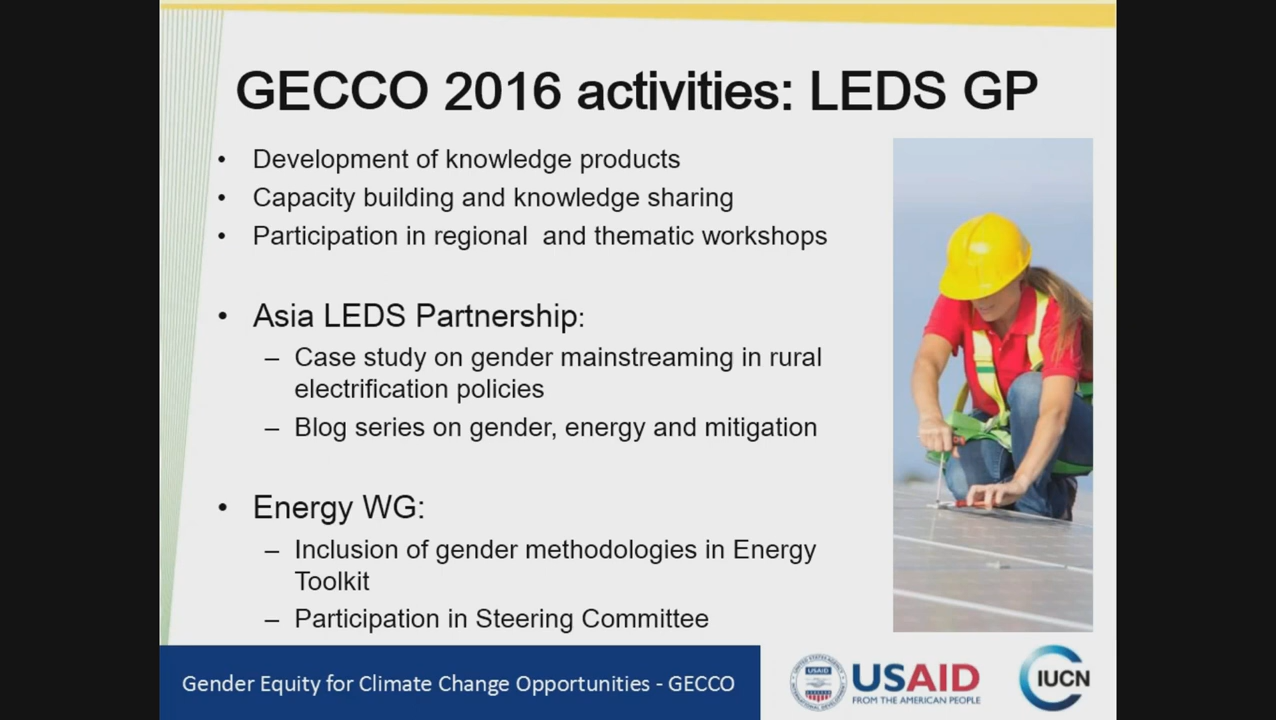 GECCO 2016 activities: LEDS GP
• Development of knowledge products
• Capacity building and knowledge sharing
• Participation in regional  and thematic workshops
• Asia LEDS Partnership:
– Case study on gender mainstreaming in rural
electrification policies
– Blog series on gender, energy and mitigation
• Energy WG:
– Inclusion of gender methodologies in Energy
Toolkit
– Participation in Steering Committee
Gender Equity for Climate Change Opportunities - GECCO
USAID
USAID
FROM THE AMERICAN PEOPLE
IUCN